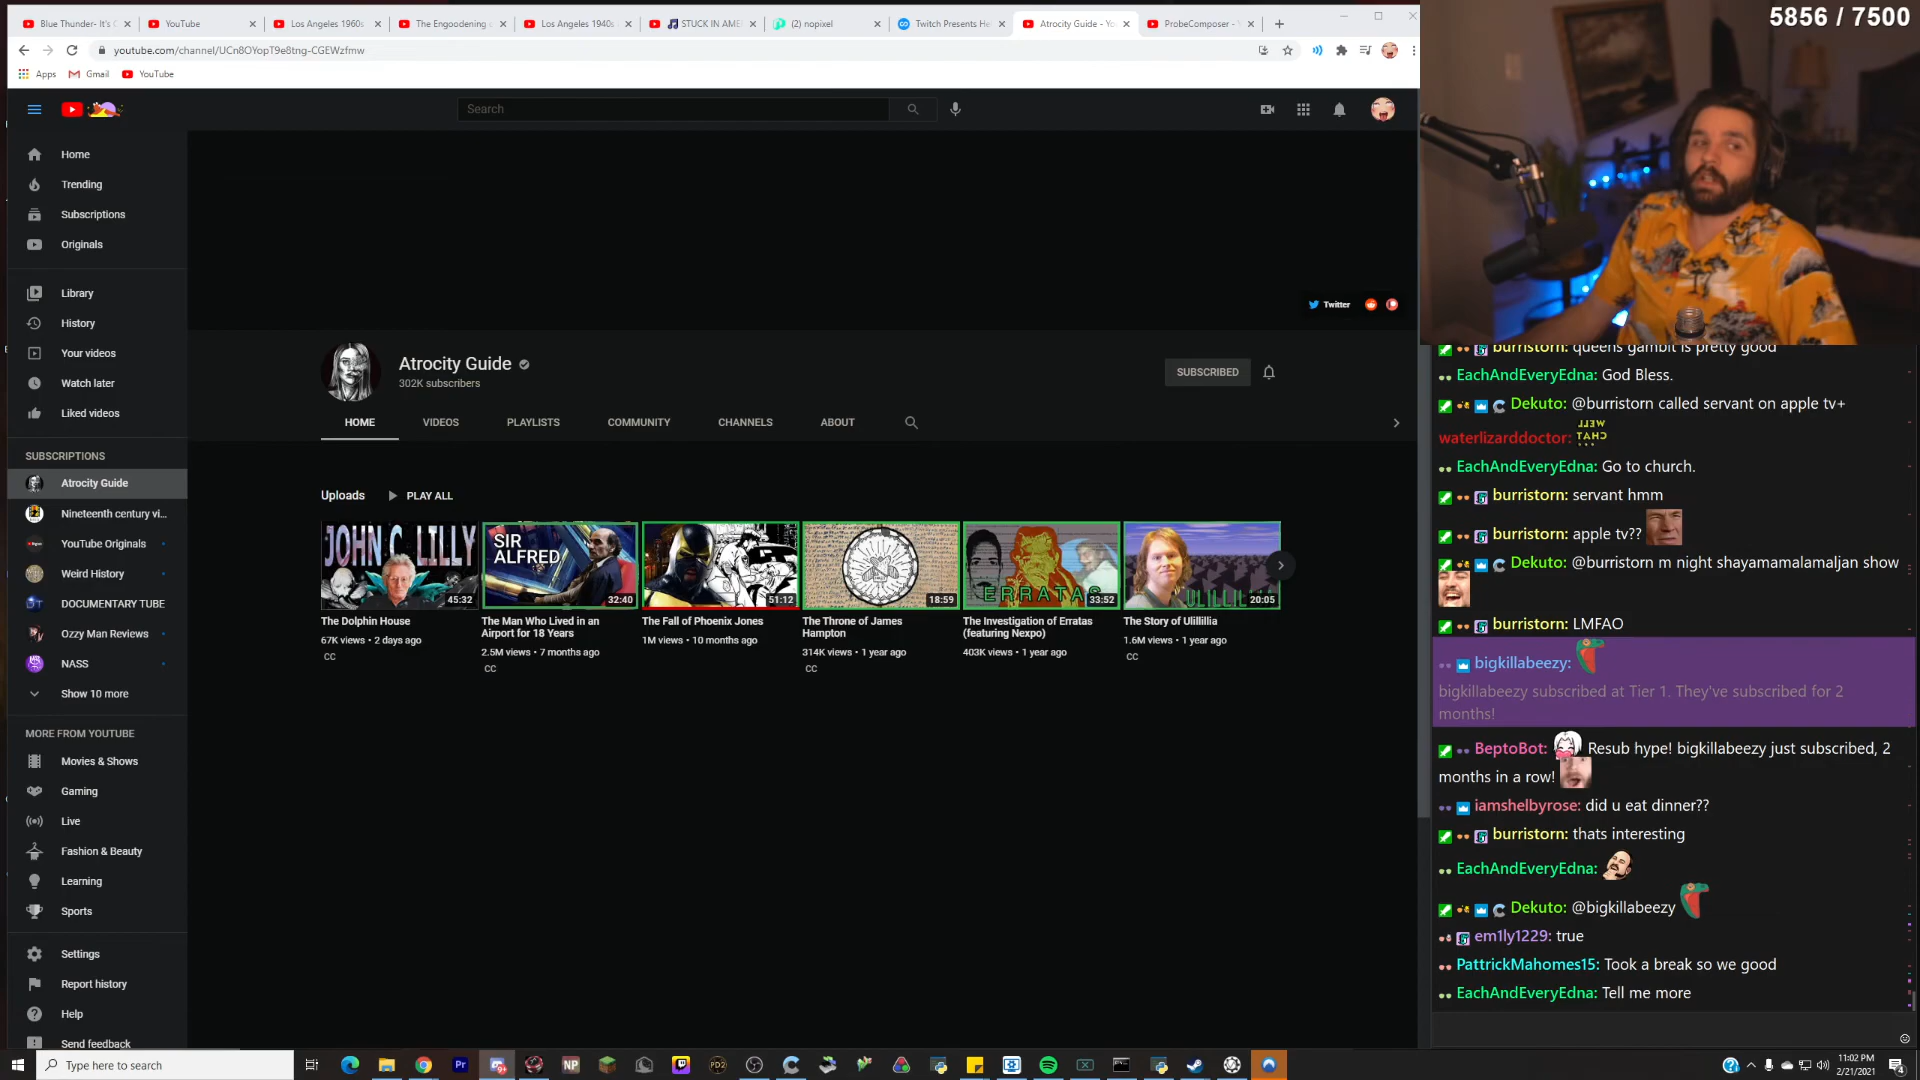 Blue Thunder- It's C
YouTube
Los Angeles 1960s
The Engoodening
Los Angeles 1940s
STUCK IN AME
(2) nopixel
Twitch Presents He
Atrocity Guide - Yo
ProbeComposer - Y
5856 / 7500
youtube.com/channel/UCn8OYopT9e8tng-CGEWzfmw
Apps
Gmail
YouTube
Search
Home
Trending
Subscriptions
Originals
Library
History
Your videos
Watch later
Liked videos
SUBSCRIPTIONS
Atrocity Guide
Nineteenth century vi...
YouTube Originals
Weird History
DOCUMENTARY TUBE
Ozzy Man Reviews
NASS
Show 10 more
MORE FROM YOUTUBE
Movies & Shows
Gaming
Live
Fashion & Beauty
Learning
Sports
Settings
Report history
Help
Send feedback
Twitter
Atrocity Guide
302K subscribers
SUBSCRIBED
HOME VIDEOS PLAYLISTS COMMUNITY CHANNELS ABOUT
Uploads PLAY ALL
JOHN C. LILLY
45:32
The Dolphin House
67K views • 2 days ago
CC
SIR
ALFRED
32:40
The Man Who Lived in an
Airport for 18 Years
2.5M views • 7 months ago
CC
51:12
The Fall of Phoenix Jones
1M views • 10 months ago
18:59
The Throne of James
Hampton
314K views • 1 year ago
CC
ERRATAS
33:52
The Investigation of Erratas
(featuring Nexpo)
403K views • 1 year ago
ULILLILLIA
20:05
The Story of Ulillillia
1.6M views • 1 year ago
CC
burristorn: queens gambit is pretty good
EachAndEveryEdna: God Bless.
Dekuto: @burristorn called servant on apple tv+
waterlizarddoctor:
EachAndEveryEdna: Go to church.
burristorn: servant hmm
burristorn: apple tv??
Dekuto: @burristorn m night shayamamalamaljan show
burristorn: LMFAO
bigkillabeezy:
bigkillabeezy subscribed at Tier 1. They've subscribed for 2
months!
BeptoBot: Resub hype! bigkillabeezy just subscribed, 2
months in a row!
iamshelbyrose: did u eat dinner??
burristorn: thats interesting
EachAndEveryEdna:
Dekuto: @bigkillabeezy
em1ly1229: true
PattrickMahomes15: Took a break so we good
EachAndEveryEdna: Tell me more
Type here to search
Pr
NP
PD2
11:02 PM
2/21/2021